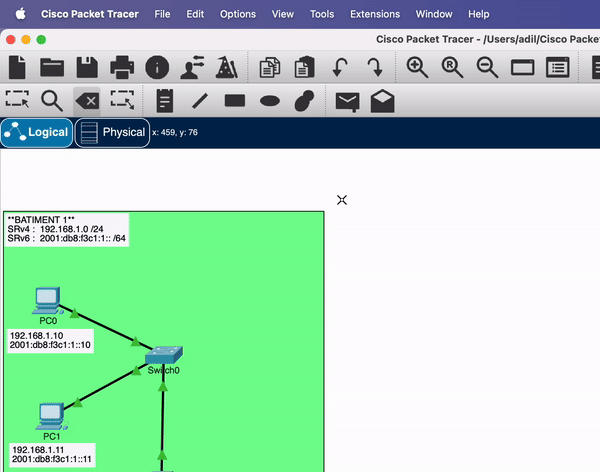 Cisco Packet Tracer File Edit Options View Tools Extensions Window Help
Cisco Packet Tracer - /Users/adil/Cisco Packe
Logical Physical x: 459, y: 76
**BATIMENT 1**
SRv4 : 192.168.1.0 /24
SRv6 : 2001:db8:f3c1:1:: /64
PC0
192.168.1.10
2001:db8:f3c1:1::10
Switch0
PC1
192.168.1.11
2001:db8:f3c1:1::11